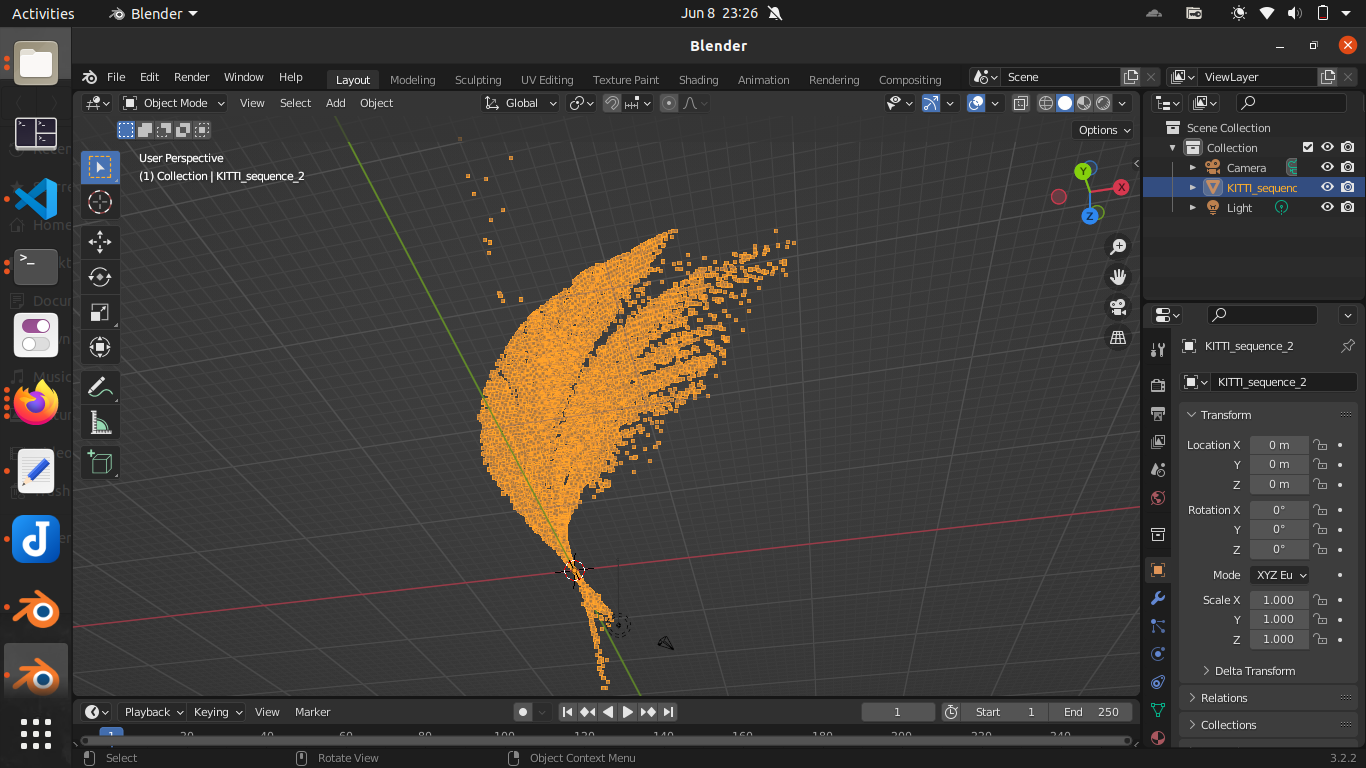 Activities
Blender
Jun 8 23:26
Blender
File Edit Render Window Help
Layout Modeling Sculpting UV Editing Texture Paint Shading Animation Rendering Compositing
Scene
ViewLayer
Object Mode View Select Add Object
Global
Options
User Perspective
(1) Collection | KITTI_sequence_2
Y
X
Z
Scene Collection
Collection
Camera
KITTI_sequenc
Light
KITTI_sequence_2
KITTI_sequence_2
Transform
Location X 0 m
Y 0 m
Z 0 m
Rotation X 0°
Y 0°
Z 0°
Mode XYZ Eu
Scale X 1.000
Y 1.000
Z 1.000
Delta Transform
Relations
Collections
Playback Keying View Marker
1
Start 1
End 250
1 20 40 60 80 100 120 140 160 180 200 220 240
Select
Rotate View
Object Context Menu
3.2.2